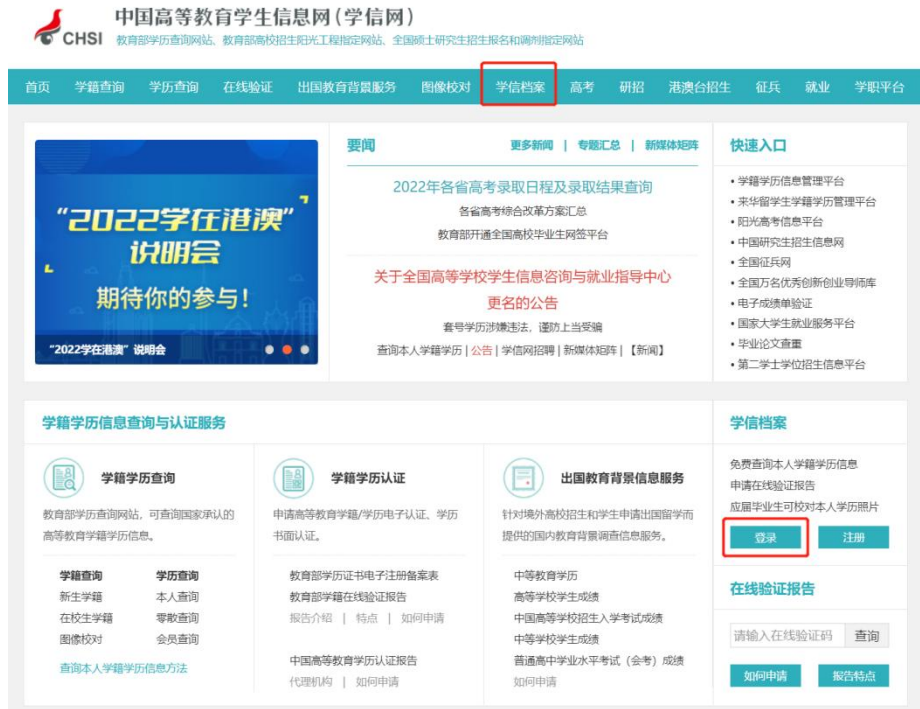 中国高等教育学生信息网(学信网)
CHSI 教育部学历查询网站、教育部高校招生阳光工程指定网站、全国硕士研究生招生报名和调剂指定网站
首页 学籍查询 学历查询 在线验证 出国教育背景服务 图像校对 学信档案 高考 研招 港澳台招生 征兵 就业 学职平台
“2022学在港澳”
说明会
期待你的参与!
“2022学在港澳”说明会
要闻 更多新闻 | 专题汇总 | 新媒体矩阵
2022年各省高考录取日程及录取结果查询
各省高考综合改革方案汇总
教育部开通全国高校毕业生网签平台
关于全国高等学校学生信息咨询与就业指导中心
更名的公告
套号学历涉嫌违法,谨防上当受骗
查询本人学籍学历 | 公告 | 学信网招聘 | 新媒体矩阵 | 【新闻】
快速入口
• 学籍学历信息管理平台
• 来华留学生学籍学历管理平台
• 阳光高考信息平台
• 中国研究生招生信息网
• 全国征兵网
• 全国万名优秀创新创业导师库
• 电子成绩单验证
• 国家大学生就业服务平台
• 毕业论文查重
• 第二学士学位招生信息平台
学籍学历信息查询与认证服务
学籍学历查询
教育部学历查询网站,可查询国家承认的
高等教育学籍学历信息。
学籍查询 学历查询
新生学籍 本人查询
在校生学籍 零散查询
图像校对 会员查询
查询本人学籍学历信息方法
学籍学历认证
申请高等教育学籍/学历电子认证、学历
书面认证。
教育部学历证书电子注册备案表
教育部学籍在线验证报告
报告介绍 | 特点 | 如何申请
中国高等教育学历认证报告
代理机构 | 如何申请
出国教育背景信息服务
针对境外高校招生和学生申请出国留学而
提供的国内教育背景调查信息服务。
中等教育学历
高等学校学生成绩
中国高等学校招生入学考试成绩
中等学校学生成绩
普通高中学业水平考试(会考)成绩
如何申请
学信档案
免费查询本人学籍学历信息
申请在线验证报告
应届毕业生可校对本人学历照片
登录 注册
在线验证报告
请输入在线验证码 查询
如何申请 报告特点